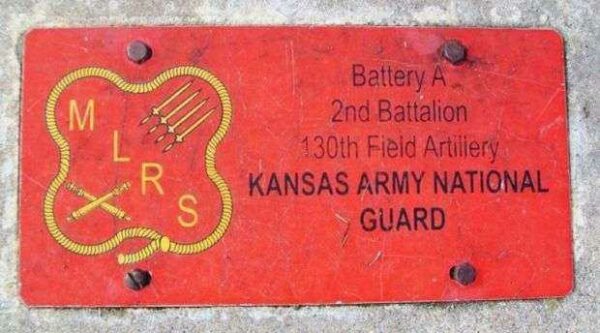 M
L
R
S
Battery A
2nd Battalion
130th Field Artillery
KANSAS ARMY NATIONAL
GUARD